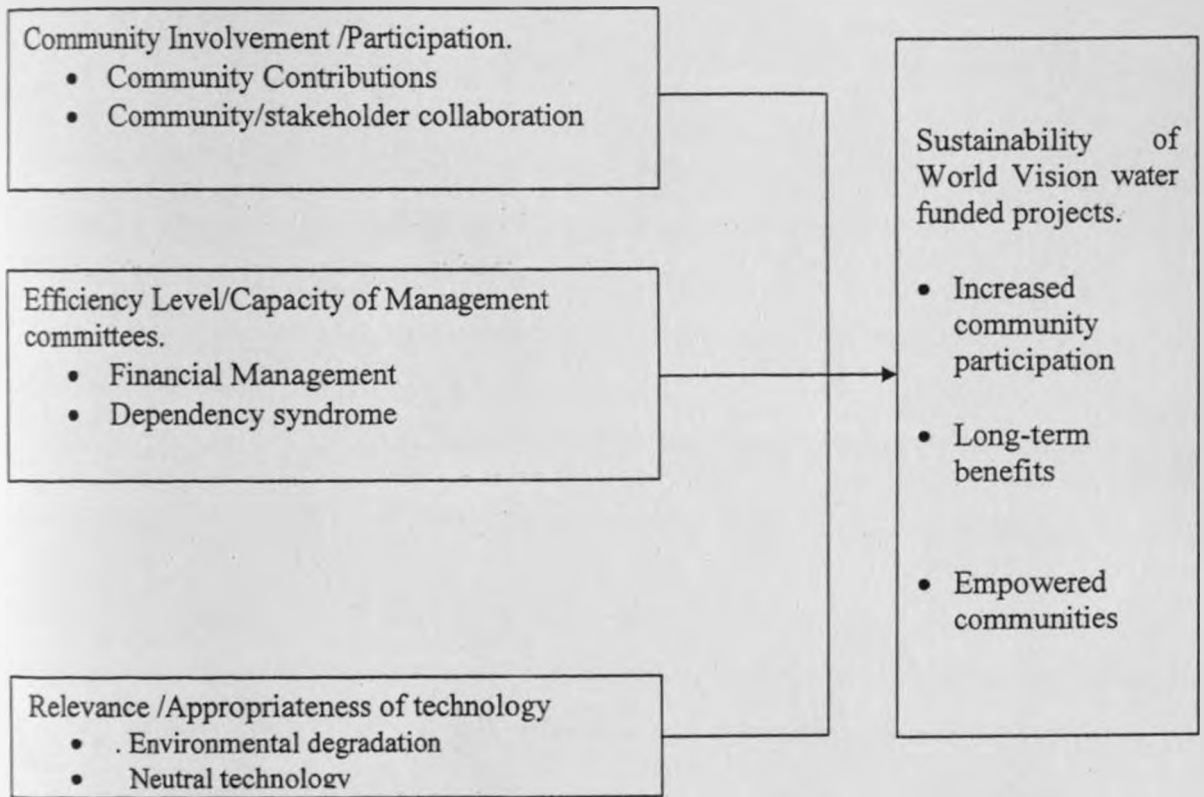 Community Involvement /Participation.
• Community Contributions
• Community/stakeholder collaboration
Efficiency Level/Capacity of Management
committees.
• Financial Management
• Dependency syndrome
Relevance /Appropriateness of technology
• . Environmental degradation
• Neutral technology
Sustainability of
World Vision water
funded projects.
• Increased
community
participation
• Long-term
benefits
• Empowered
communities